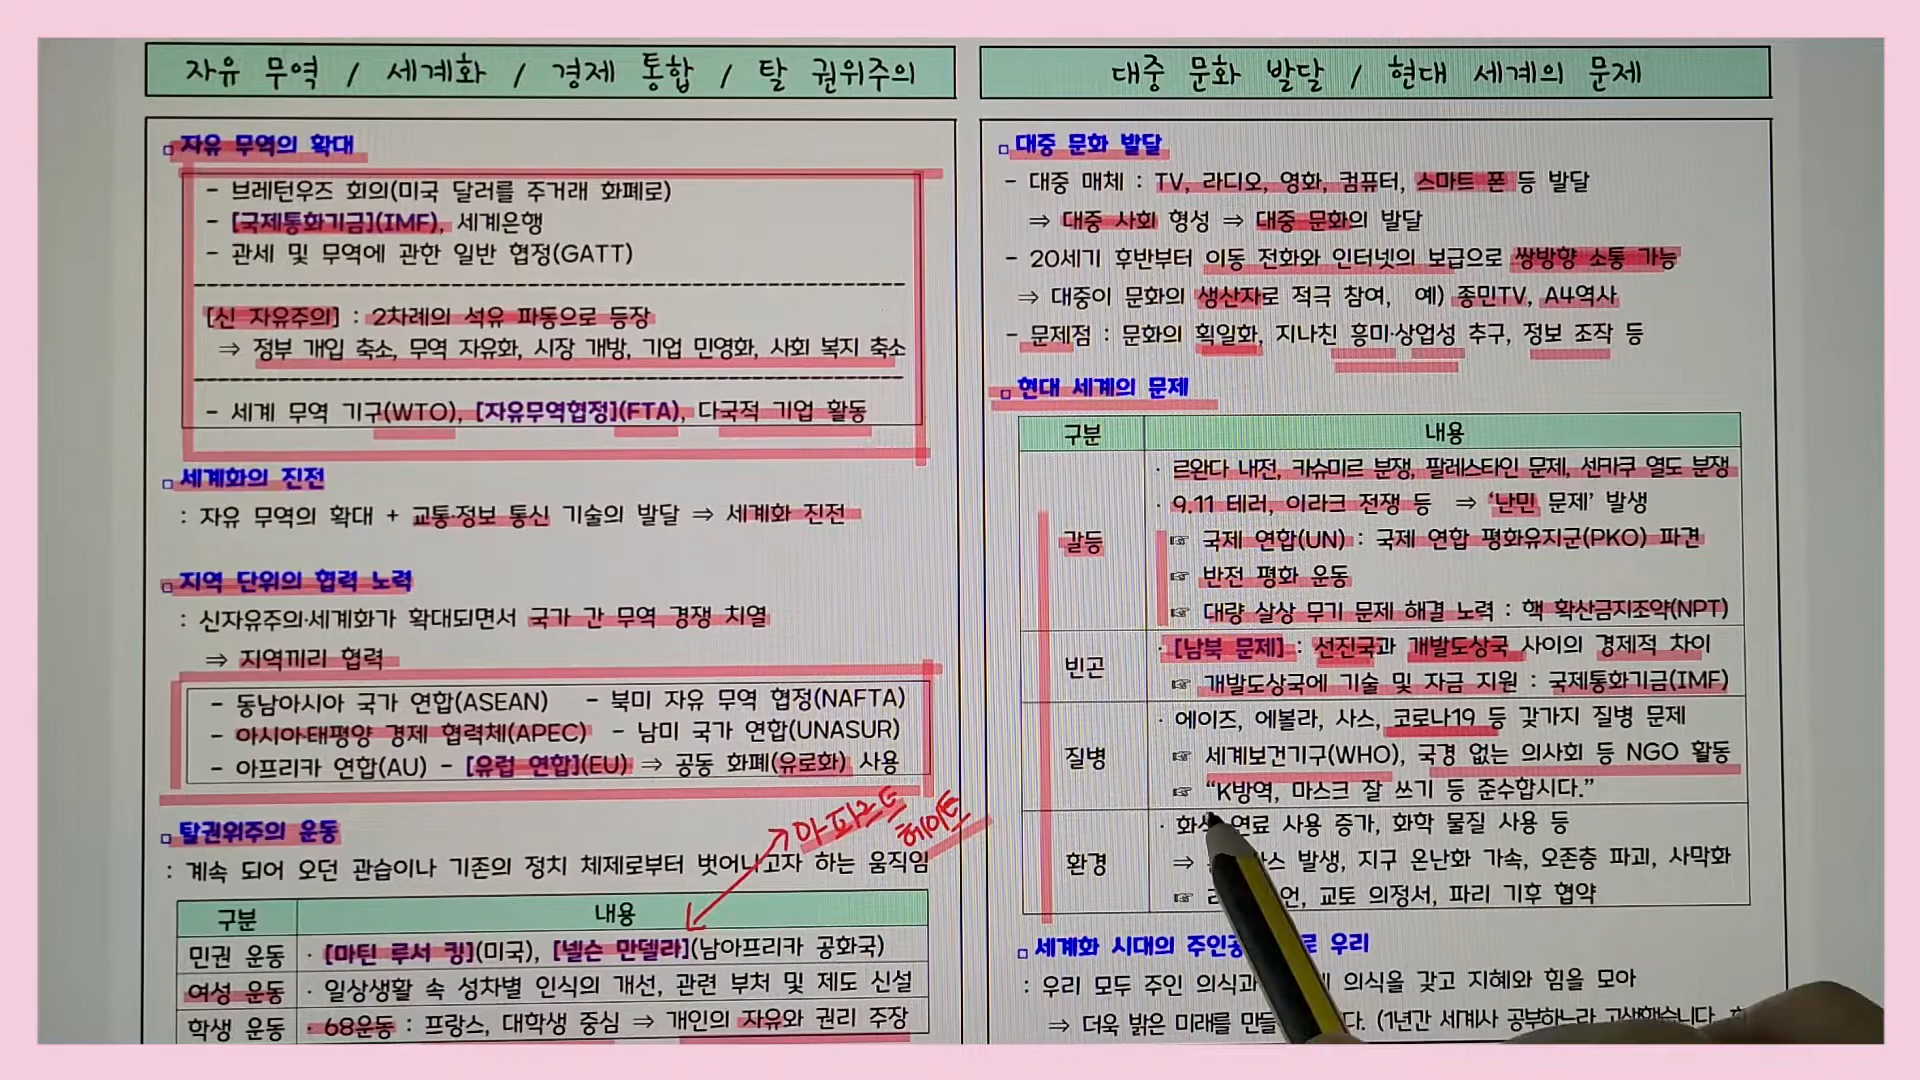 자유 무역 / 세계화 / 경제 통합 / 탈 권위주의
□ 자유 무역의 확대
- 브레턴우즈 회의(미국 달러를 주거래 화폐로)
- [국제통화기금](IMF), 세계은행
- 관세 및 무역에 관한 일반 협정(GATT)
[신 자유주의] : 2차례의 석유 파동으로 등장
⇒ 정부 개입 축소, 무역 자유화, 시장 개방, 기업 민영화, 사회 복지 축소
- 세계 무역 기구(WTO), [자유무역협정](FTA), 다국적 기업 활동
□ 세계화의 진전
: 자유 무역의 확대 + 교통·정보 통신 기술의 발달 ⇒ 세계화 진전
□ 지역 단위의 협력 노력
: 신자유주의·세계화가 확대되면서 국가 간 무역 경쟁 치열
⇒ 지역끼리 협력
- 동남아시아 국가 연합(ASEAN) - 북미 자유 무역 협정(NAFTA)
- 아시아·태평양 경제 협력체(APEC) - 남미 국가 연합(UNASUR)
- 아프리카 연합(AU) - [유럽 연합](EU) ⇒ 공동 화폐(유로화) 사용
아파르트
헤이트
□ 탈권위주의 운동
: 계속 되어 오던 관습이나 기존의 정치 체제로부터 벗어나고자 하는 움직임
구분 내용
민권 운동 · [마틴 루서 킹](미국), [넬슨 만델라](남아프리카 공화국)
여성 운동 · 일상생활 속 성차별 인식의 개선, 관련 부처 및 제도 신설
학생 운동 · 68운동 : 프랑스, 대학생 중심 ⇒ 개인의 자유와 권리 주장
대중 문화 발달 / 현대 세계의 문제
□ 대중 문화 발달
- 대중 매체 : TV, 라디오, 영화, 컴퓨터, 스마트 폰 등 발달
⇒ 대중 사회 형성 ⇒ 대중 문화의 발달
- 20세기 후반부터 이동 전화와 인터넷의 보급으로 쌍방향 소통 가능
⇒ 대중이 문화의 생산자로 적극 참여, 예) 종민TV, A4역사
- 문제점 : 문화의 획일화, 지나친 흥미·상업성 추구, 정보 조작 등
□ 현대 세계의 문제
구분 내용
갈등
· 르완다 내전, 카슈미르 분쟁, 팔레스타인 문제, 센카쿠 열도 분쟁
· 9.11 테러, 이라크 전쟁 등 ⇒ ‘난민 문제’ 발생
☞ 국제 연합(UN) : 국제 연합 평화유지군(PKO) 파견
☞ 반전 평화 운동
☞ 대량 살상 무기 문제 해결 노력 : 핵 확산금지조약(NPT)
빈곤
· [남북 문제] : 선진국과 개발도상국 사이의 경제적 차이
☞ 개발도상국에 기술 및 자금 지원 : 국제통화기금(IMF)
질병
· 에이즈, 에볼라, 사스, 코로나19 등 갖가지 질병 문제
☞ 세계보건기구(WHO), 국경 없는 의사회 등 NGO 활동
☞ “K방역, 마스크 잘 쓰기 등 준수합시다.”
환경
· 화석 연료 사용 증가, 화학 물질 사용 등
⇒ 발생, 지구 온난화 가속, 오존층 파괴, 사막화
☞ 교토 의정서, 파리 기후 협약
□ 세계화 시대의 우리
: 우리 모두 주인 의식과 의식을 갖고 지혜와 힘을 모아
⇒ 더욱 밝은 미래를 (1년간 세계사 공부하느라 고생했습니다.